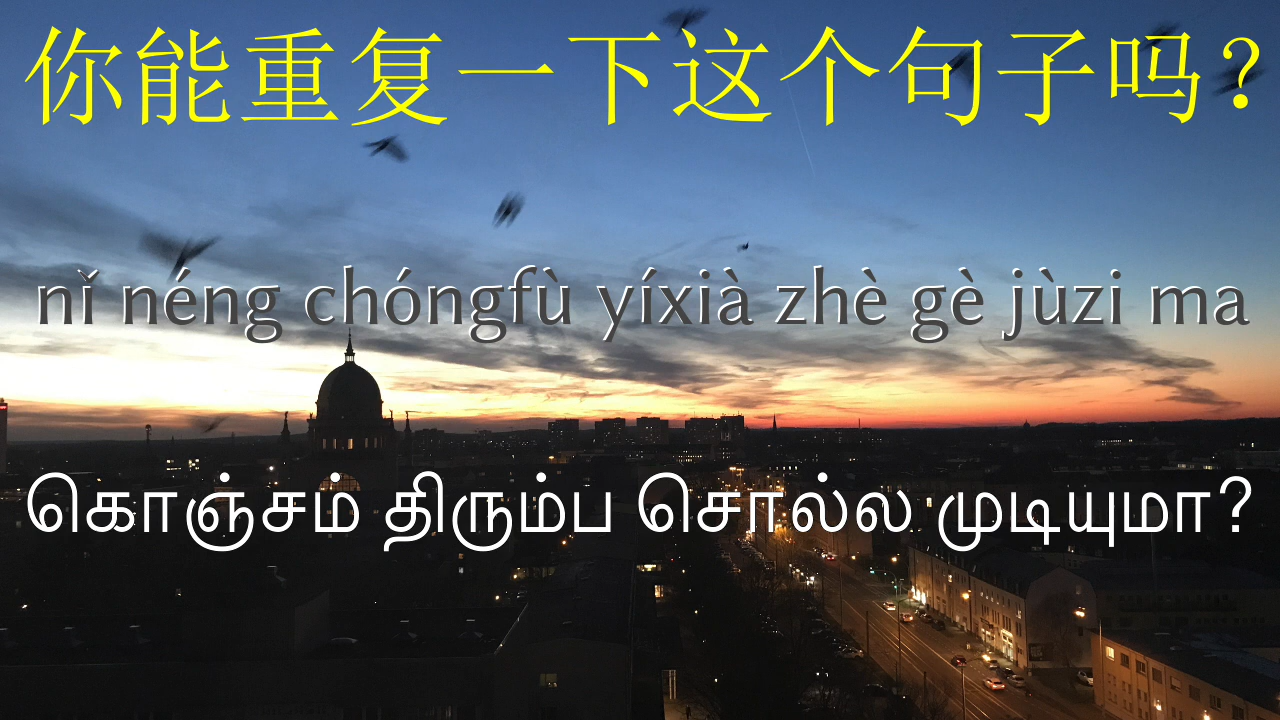 你能重复一下这个句子吗?
nǐ néng chóngfù yíxià zhè gè jùzi ma
கொஞ்சம் திரும்ப சொல்ல முடியுமா?